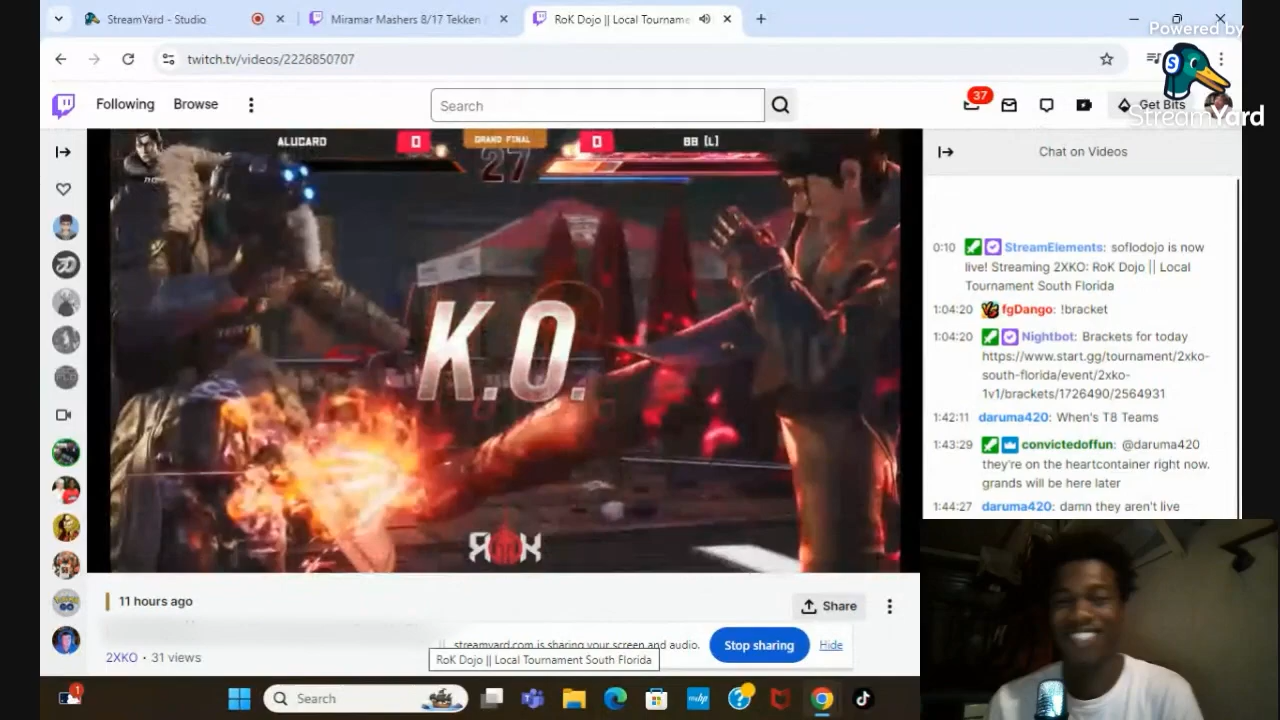 StreamYard - Studio
Miramar Mashers 8/17 Tekken
RoK Dojo || Local Tourname
Powered by
StreamYard
twitch.tv/videos/2226850707
Following
Browse
Search
37
Get Bits
ALUCARD
0
GRAND FINAL
27
0
BB [L]
K.O.
ROK
Chat on Videos
0:10 StreamElements: soflodojo is now
live! Streaming 2XKO: RoK Dojo || Local
Tournament South Florida
1:04:20 fgDango: !bracket
1:04:20 Nightbot: Brackets for today
https://www.start.gg/tournament/2xko-
south-florida/event/2xko-
1v1/brackets/1726490/2564931
1:42:11 daruma420: When's T8 Teams
1:43:29 convictedoffun: @daruma420
they're on the heartcontainer right now.
grands will be here later
1:44:27 daruma420: damn they aren't live
11 hours ago
Share
streamyard.com is sharing your screen and audio.
Stop sharing
Hide
RoK Dojo || Local Tournament South Florida
2XKO • 31 views
1
Search